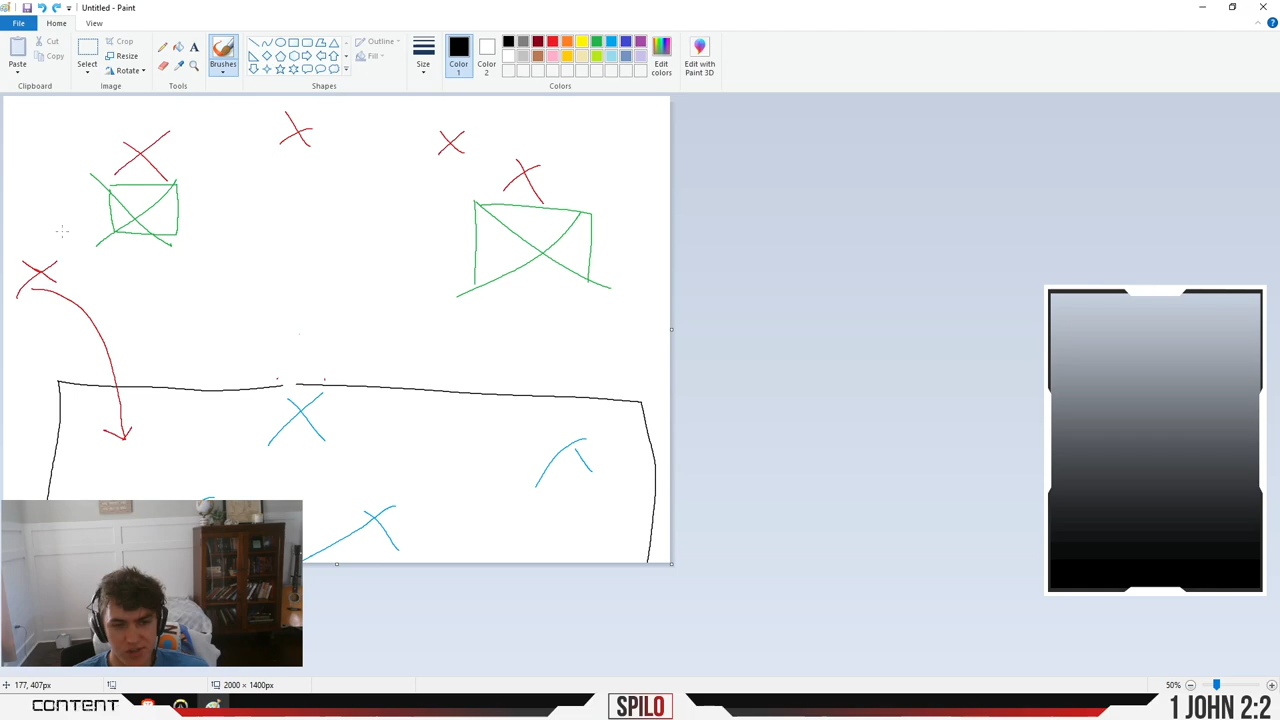 Untitled - Paint
File
Home
View
Paste
Cut
Copy
Clipboard
Select
Crop
Resize
Rotate
Image
Tools
A
Brushes
Shapes
Outline
Fill
Size
Color 1
Color 2
Colors
Edit colors
Edit with Paint 3D
177, 407px
2000 × 1400px
50%
CONTENT
SPILO
1 JOHN 2:2